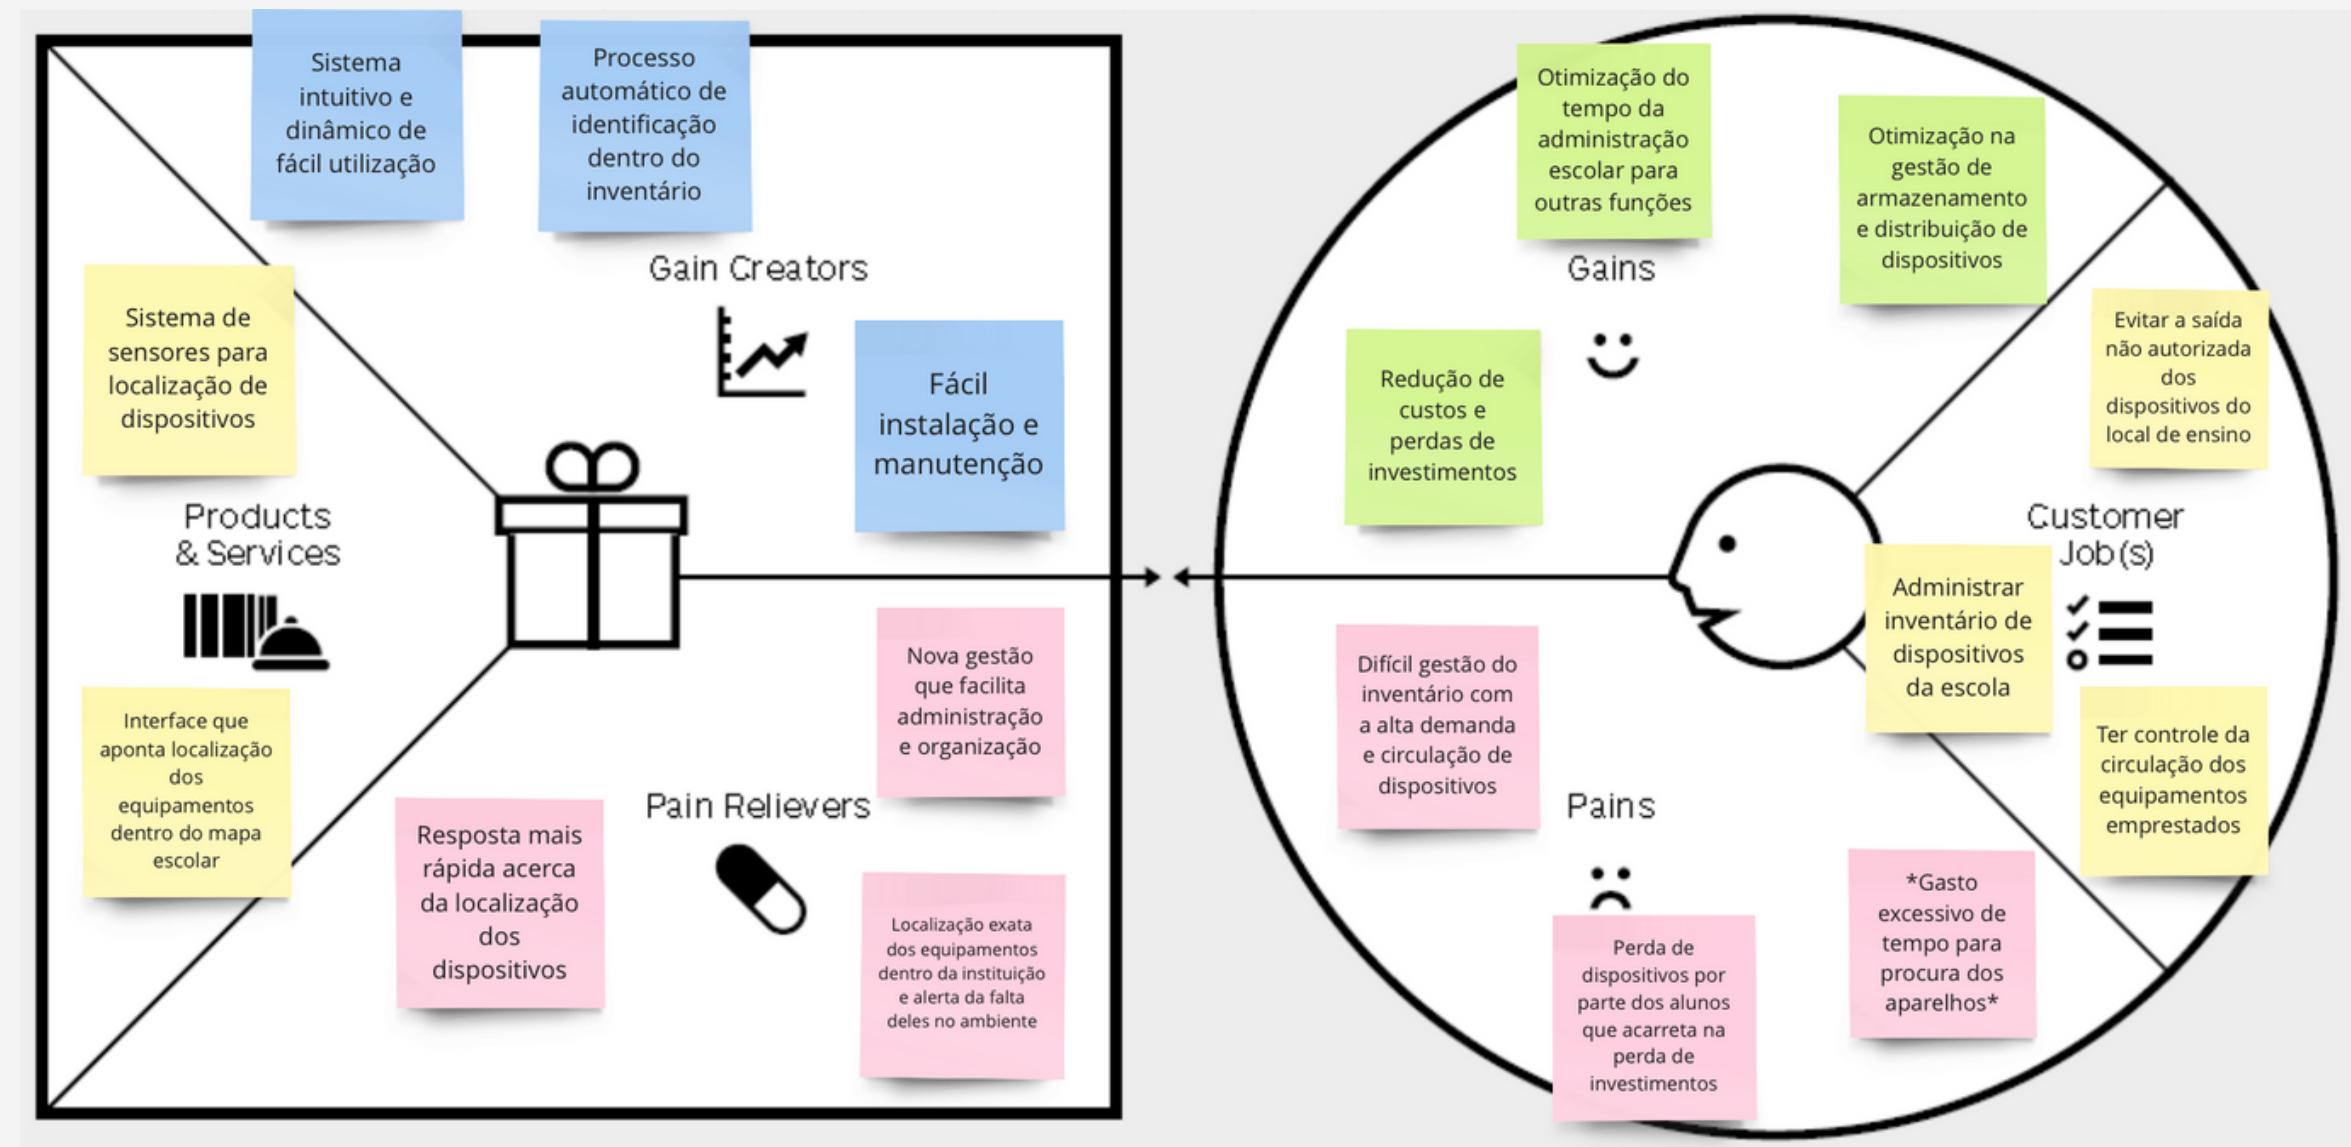 Sistema
intuitivo e
dinâmico de
fácil utilização
Processo
automático de
identificação
dentro do
inventário
Gain Creators
Fácil
instalação e
manutenção
Sistema de
sensores para
localização de
dispositivos
Products
& Services
Interface que
aponta localização
dos
equipamentos
dentro do mapa
escolar
Nova gestão
que facilita
administração
e organização
Pain Relievers
Resposta mais
rápida acerca
da localização
dos
dispositivos
Localização exata
dos equipamentos
dentro da instituição
e alerta da falta
deles no ambiente
Otimização do
tempo da
administração
escolar para
outras funções
Otimização na
gestão de
armazenamento
e distribuição de
dispositivos
Gains
Redução de
custos e
perdas de
investimentos
Evitar a saída
não autorizada
dos
dispositivos do
local de ensino
Customer
Job(s)
Administrar
inventário de
dispositivos
da escola
Ter controle da
circulação dos
equipamentos
emprestados
Difícil gestão do
inventário com
a alta demanda
e circulação de
dispositivos
Pains
Perda de
dispositivos por
parte dos alunos
que acarreta na
perda de
investimentos
*Gasto
excessivo de
tempo para
procura dos
aparelhos*